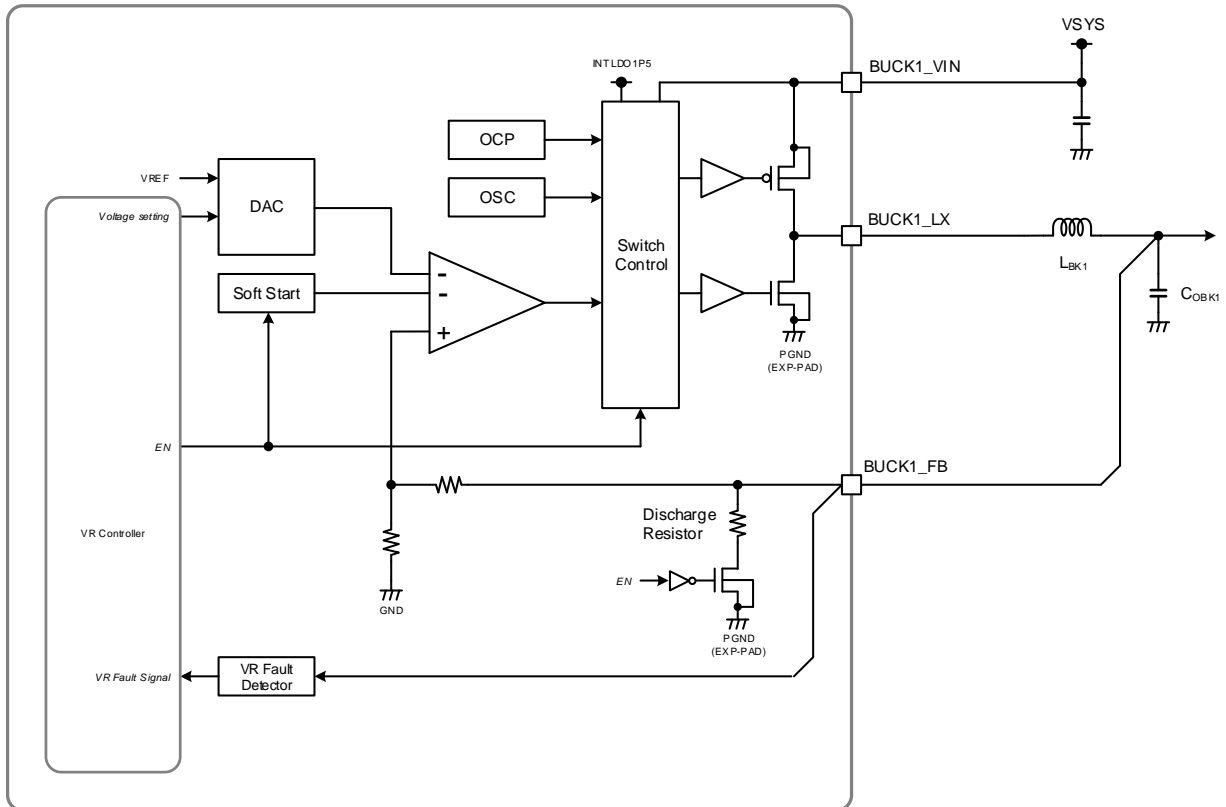 VSYS
INTLDO1P5
BUCK1_VIN
OCP
VREF
DAC
OSC
Voltage setting
BUCK1_LX
Switch
Control
LBK1
-
-
+
Soft Start
COBK1
PGND
(EXP-PAD)
EN
BUCK1_FB
Discharge
Resistor
VR Controller
EN
GND
PGND
(EXP-PAD)
VR Fault Signal
VR Fault
Detector